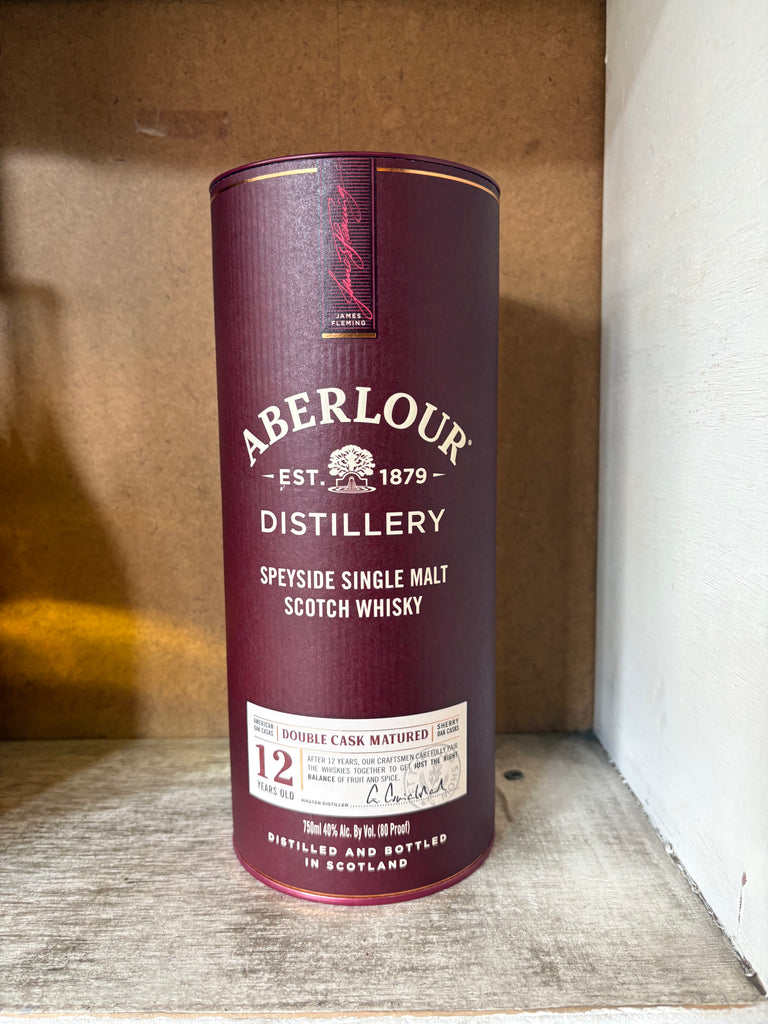 James Fleming
JAMES
FLEMING
ABERLOUR®
EST. 1879
DISTILLERY
SPEYSIDE SINGLE MALT
SCOTCH WHISKY
AMERICAN
OAK CASKS
DOUBLE CASK MATURED
SHERRY
OAK CASKS
12
YEARS OLD
AFTER 12 YEARS, OUR CRAFTSMEN CAREFULLY PAIR
THE WHISKIES TOGETHER TO GET JUST THE RIGHT
BALANCE OF FRUIT AND SPICE.
MASTER DISTILLER
750ml 40% Alc. By Vol. (80 Proof)
DISTILLED AND BOTTLED
IN SCOTLAND